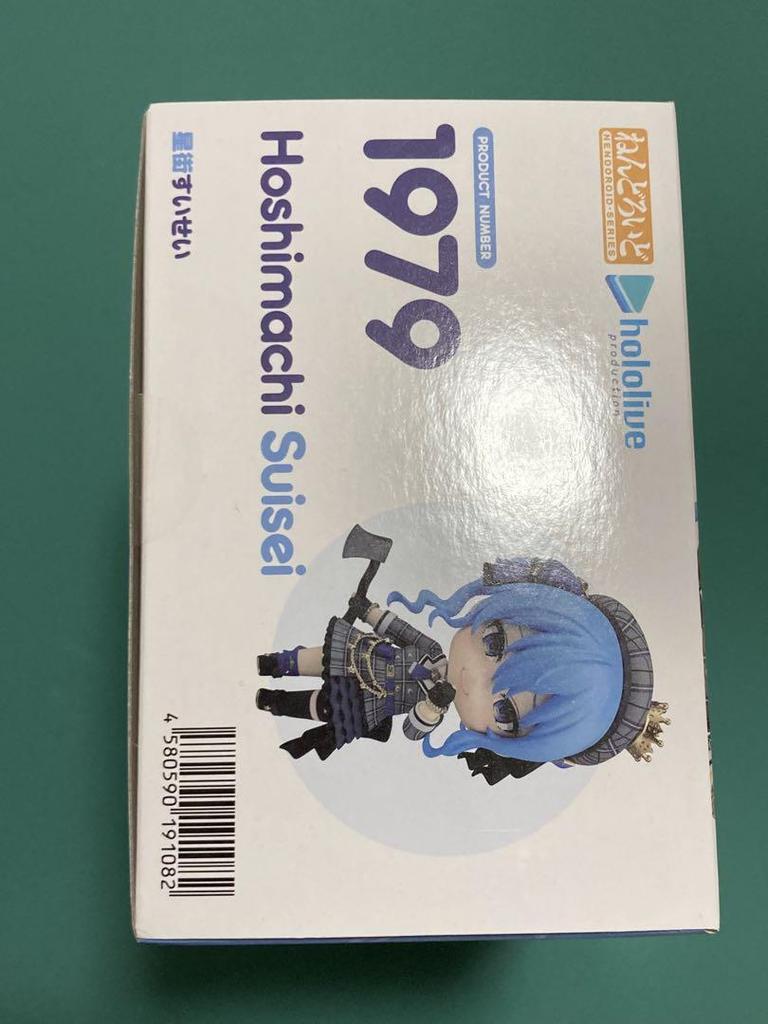 ねんどろいど
NENDOROID·SERIES
hololive
production
PRODUCT NUMBER
1979
Hoshimachi Suisei
星街すいせい
4 580590 191082